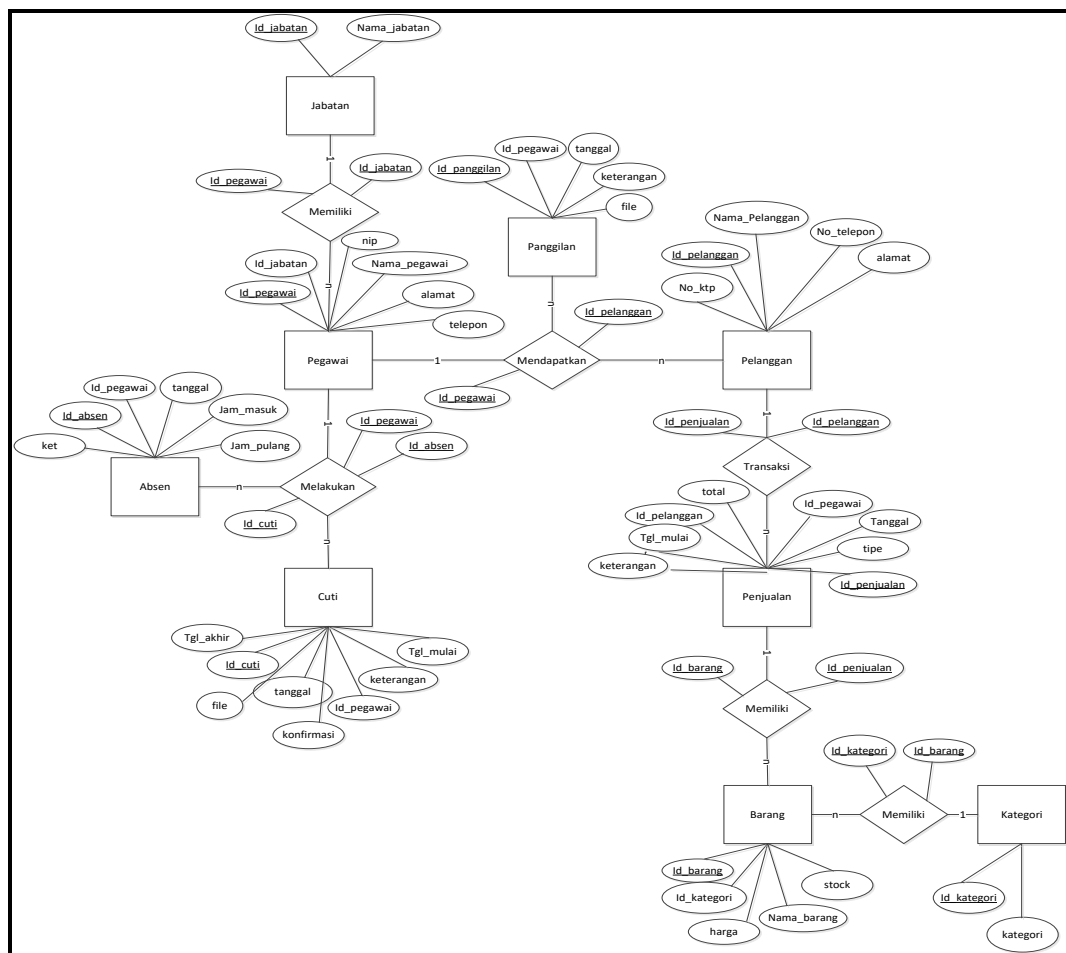 Id_jabatan
Nama_jabatan
Jabatan
1
Id_pegawai
Id_jabatan
Memiliki
n
Id_panggilan
Id_pegawai
tanggal
keterangan
file
Panggilan
n
nip
Id_jabatan
Nama_pegawai
Id_pegawai
alamat
telepon
Pegawai
1
Mendapatkan
n
Id_pelanggan
Id_pegawai
Nama_Pelanggan
No_telepon
Id_pelanggan
alamat
No_ktp
Pelanggan
1
Id_pegawai
tanggal
Id_absen
Jam_masuk
ket
Jam_pulang
Absen
n
1
Id_pegawai
Id_absen
Melakukan
Id_cuti
n
Cuti
Tgl_akhir
Id_cuti
file
tanggal
konfirmasi
Id_pegawai
keterangan
Tgl_mulai
Id_penjualan
Id_pelanggan
Transaksi
n
total
Id_pelanggan
Tgl_mulai
keterangan
Id_pegawai
Tanggal
tipe
Id_penjualan
Penjualan
1
Id_barang
Id_penjualan
Memiliki
n
Barang
n
Id_kategori
Id_barang
Memiliki
1
Kategori
Id_barang
Id_kategori
harga
Nama_barang
stock
Id_kategori
kategori